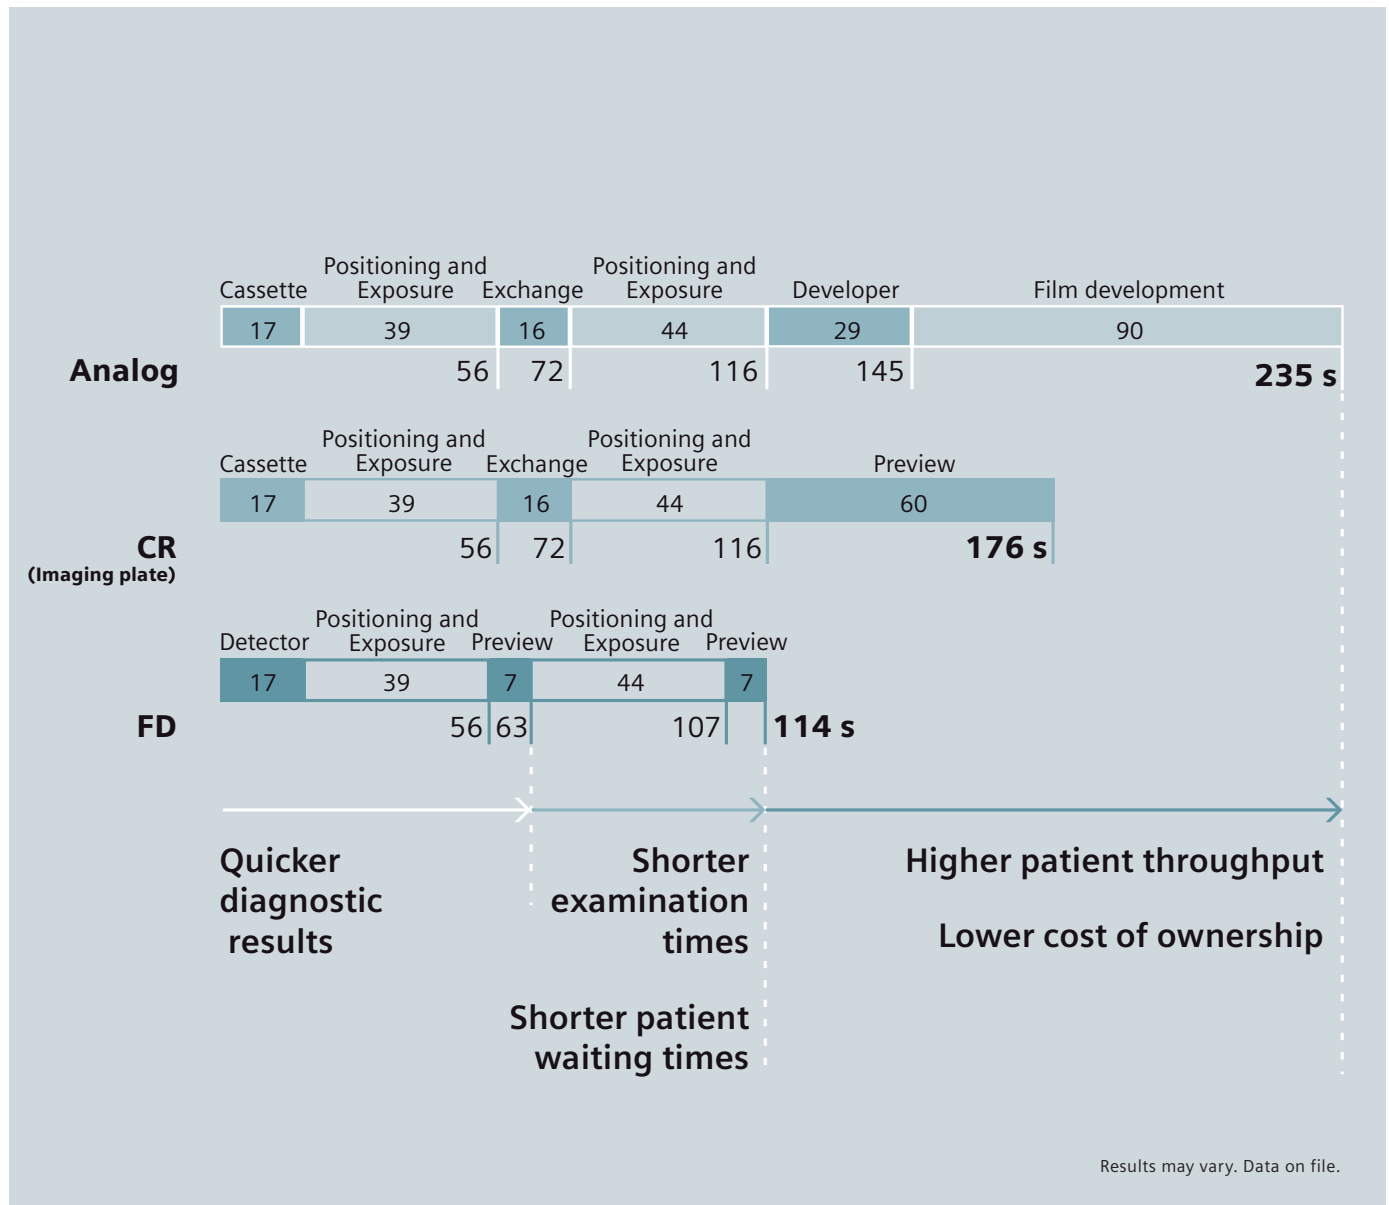 Positioning and Positioning and
Cassette Exposure Exchange Exposure Developer Film development
17 39 16 44 29 90
Analog 56 72 116 145 235 s
Positioning and Positioning and
Cassette Exposure Exchange Exposure Preview
17 39 16 44 60
CR 56 72 116 176 s
(Imaging plate)
Positioning and Positioning and
Detector Exposure Preview Exposure Preview
17 39 7 44 7
FD 56 63 107 114 s
Quicker
diagnostic
results
Shorter
examination
times
Shorter patient
waiting times
Higher patient throughput
Lower cost of ownership
Results may vary. Data on file.